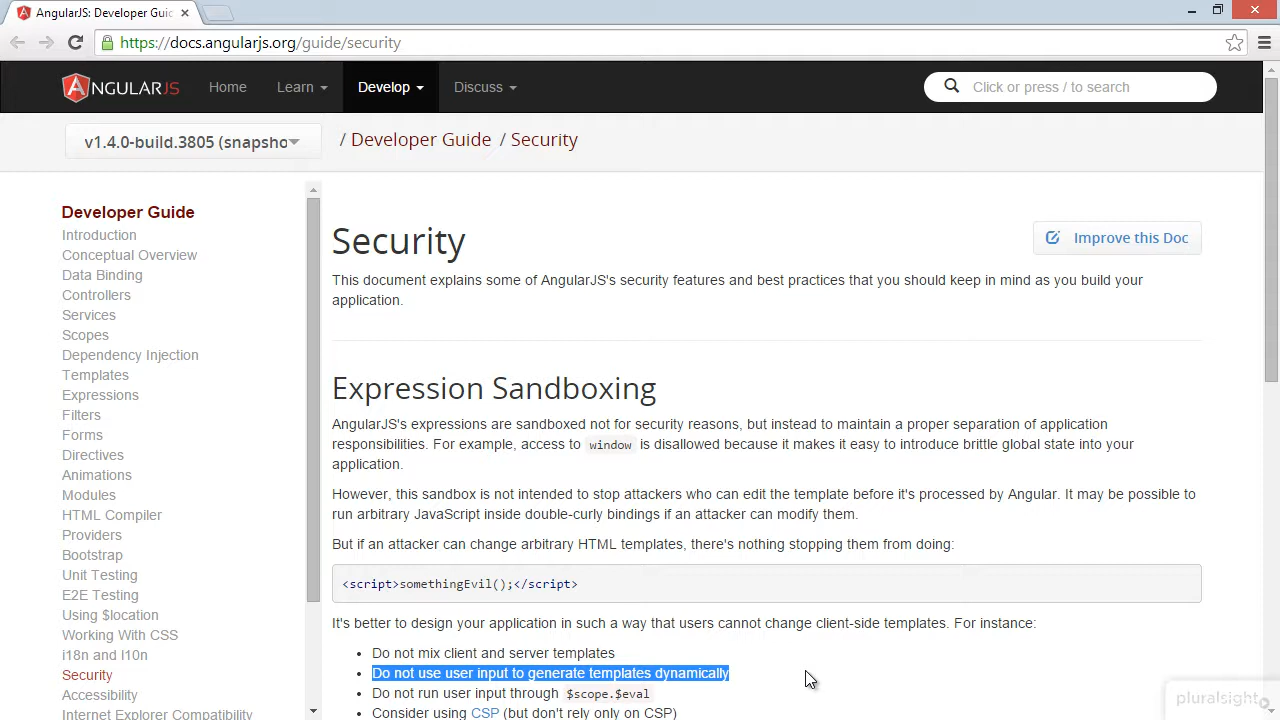 AngularJS: Developer Guid
https://docs.angularjs.org/guide/security
ANGULARJS
Home
Learn
Develop
Discuss
Click or press / to search
v1.4.0-build.3805 (snapsho
/ Developer Guide / Security
Developer Guide
Introduction
Conceptual Overview
Data Binding
Controllers
Services
Scopes
Dependency Injection
Templates
Expressions
Filters
Forms
Directives
Animations
Modules
HTML Compiler
Providers
Bootstrap
Unit Testing
E2E Testing
Using $location
Working With CSS
i18n and l10n
Security
Accessibility
Internet Explorer Compatibility
Security
Improve this Doc
This document explains some of AngularJS's security features and best practices that you should keep in mind as you build your
application.
Expression Sandboxing
AngularJS's expressions are sandboxed not for security reasons, but instead to maintain a proper separation of application
responsibilities. For example, access to window is disallowed because it makes it easy to introduce brittle global state into your
application.
However, this sandbox is not intended to stop attackers who can edit the template before it's processed by Angular. It may be possible to
run arbitrary JavaScript inside double-curly bindings if an attacker can modify them.
But if an attacker can change arbitrary HTML templates, there's nothing stopping them from doing:
<script>somethingEvil();</script>
It's better to design your application in such a way that users cannot change client-side templates. For instance:
• Do not mix client and server templates
• Do not use user input to generate templates dynamically
• Do not run user input through $scope.$eval
• Consider using CSP (but don't rely only on CSP)
pluralsight